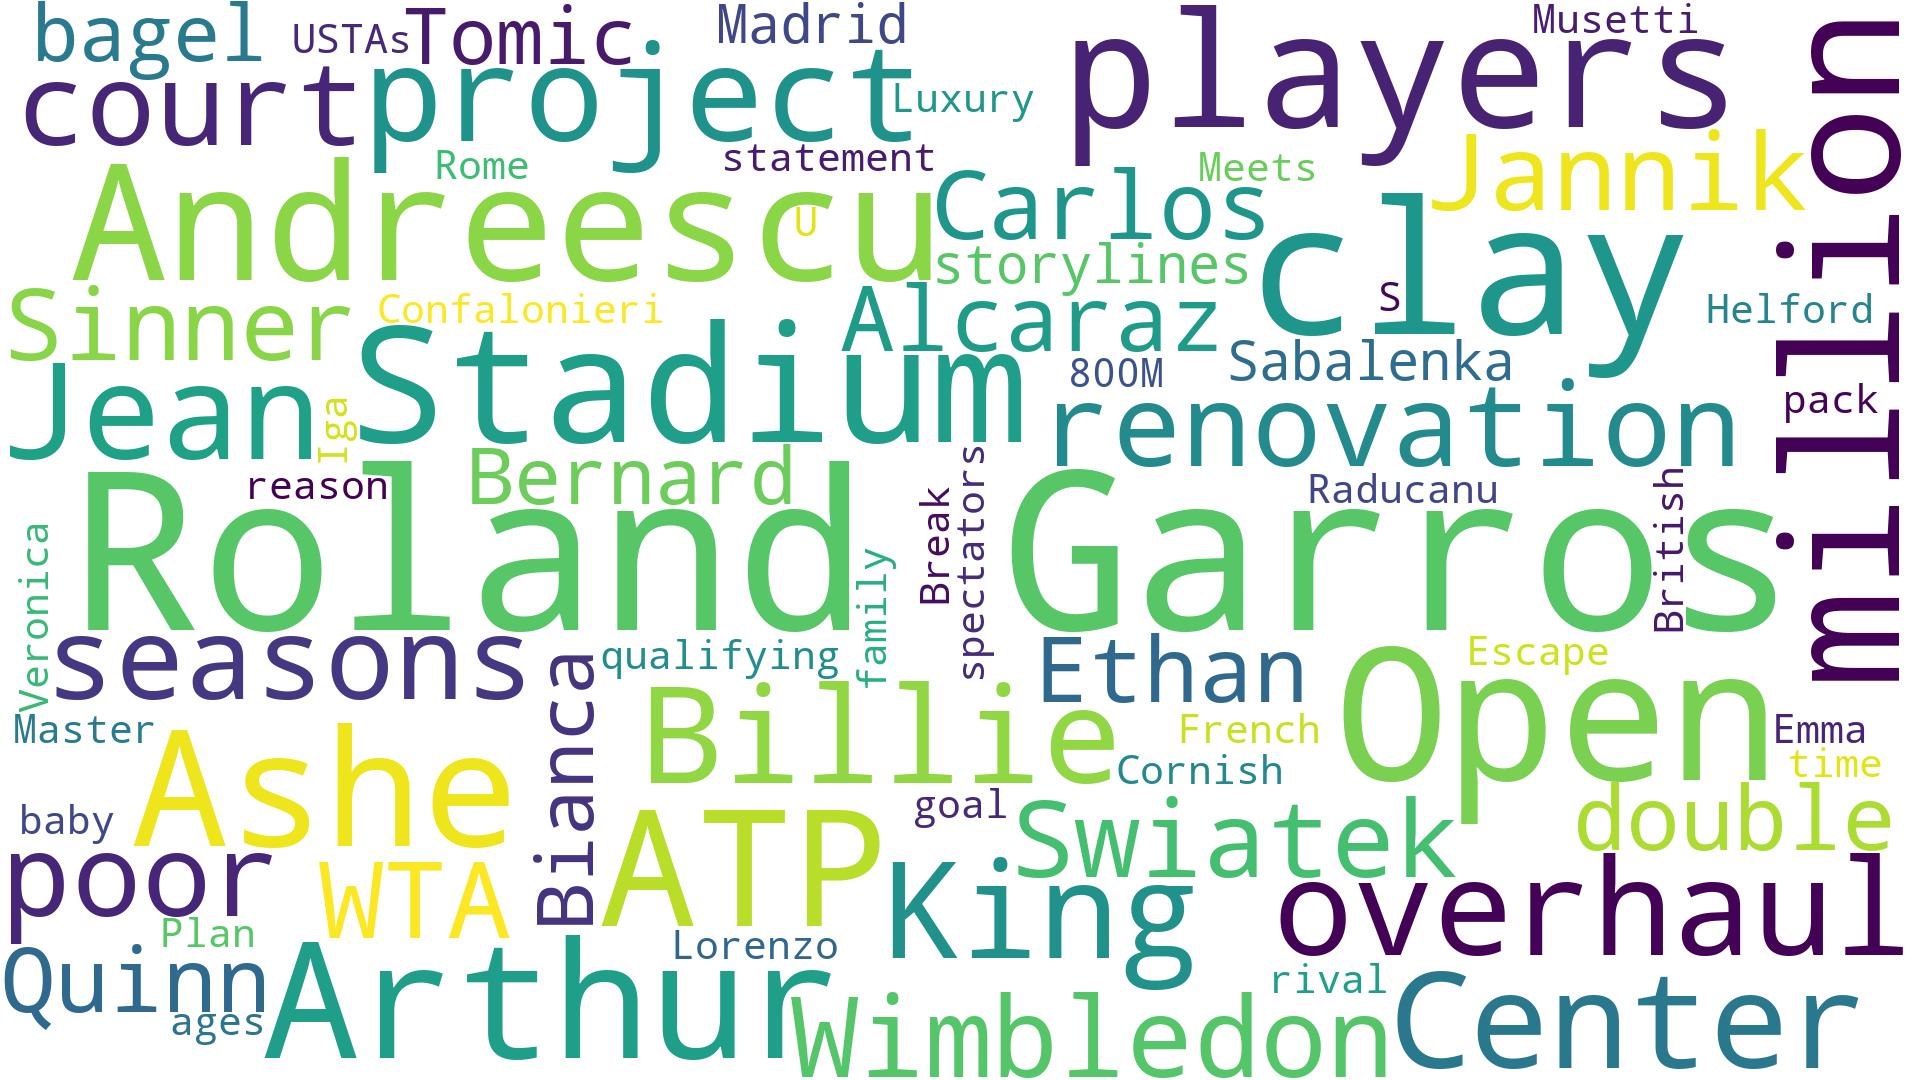 bagel
USTAs
Tomic
Madrid
players
Musetti
million
court
project
Luxury
Rome
statement
Carlos
Meets
Jannik
Andreescu
U
storylines
clay
S
Sinner
Confalonieri
Alcaraz
Helford
Jean
Iga
Stadium
800M
Sabalenka
pack
renovation
reason
Bernard
Raducanu
Roland
Garros
Break
spectators
British
Veronica
family
seasons
qualifying
Ethan
Escape
Open
Master
Bianca
Billie
French
Emma
Ashe
Cornish
time
baby
goal
double
poor
WTA
ATP
Swiatek
King
overhaul
Plan
Lorenzo
Quinn
ages
Arthur
rival
Wimbledon
Center